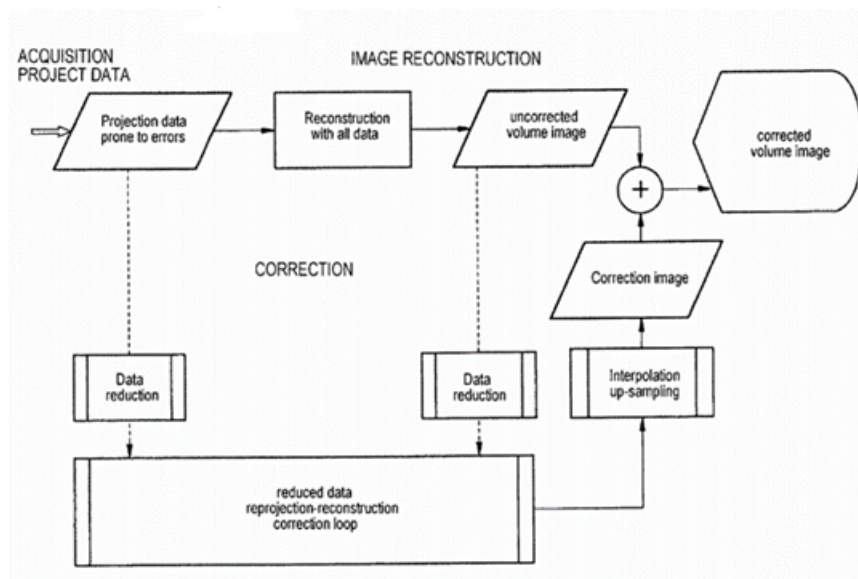 ACQUISITION
PROJECT DATA
IMAGE RECONSTRUCTION
Projection data
prone to errors
Reconstruction
with all data
uncorrected
volume image
corrected
volume image
+
CORRECTION
Correction image
Data
reduction
Data
reduction
Interpolation
up-sampling
reduced data
reprojection-reconstruction
correction loop